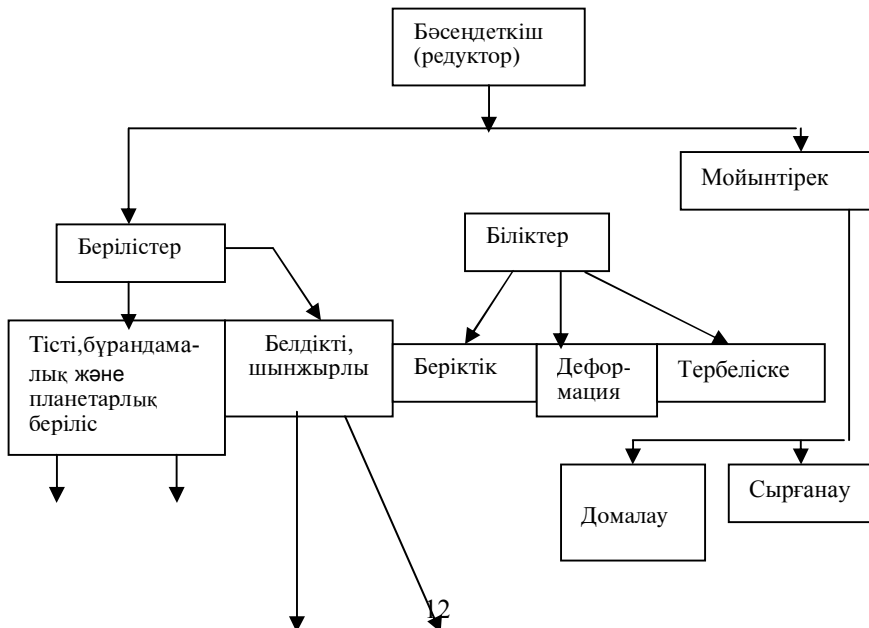 Бәсеңдеткіш
(редуктор)
Мойынтірек
Берілістер
Біліктер
Тісті,бұрандама-
лық және
планетарлық
беріліс
Белдікті,
шынжырлы
Беріктік
Дефор-
мация
Тербеліске
Домалау
Сырғанау
12